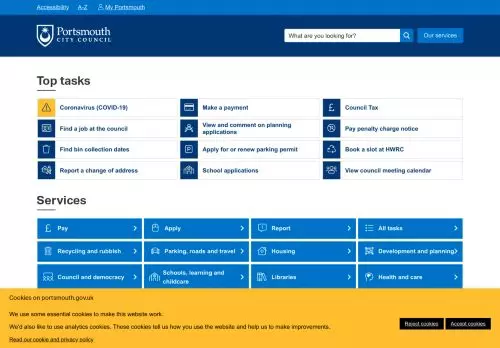 Accessibility A-Z My Portsmouth
Portsmouth
CITY COUNCIL
What are you looking for?
Our services
Top tasks
Coronavirus (COVID-19)
Make a payment
Council Tax
Find a job at the council
View and comment on planning
applications
Pay penalty charge notice
Find bin collection dates
Apply for or renew parking permit
Book a slot at HWRC
Report a change of address
School applications
View council meeting calendar
Services
Pay
Apply
Report
All tasks
Recycling and rubbish
Parking, roads and travel
Housing
Development and planning
Council and democracy
Schools, learning and
childcare
Libraries
Health and care
Cookies on portsmouth.gov.uk
We use some essential cookies to make this website work.
We'd also like to use analytics cookies. These cookies tell us how you use the website and help us to make improvements.
Read our cookie and privacy policy
Reject cookies
Accept cookies